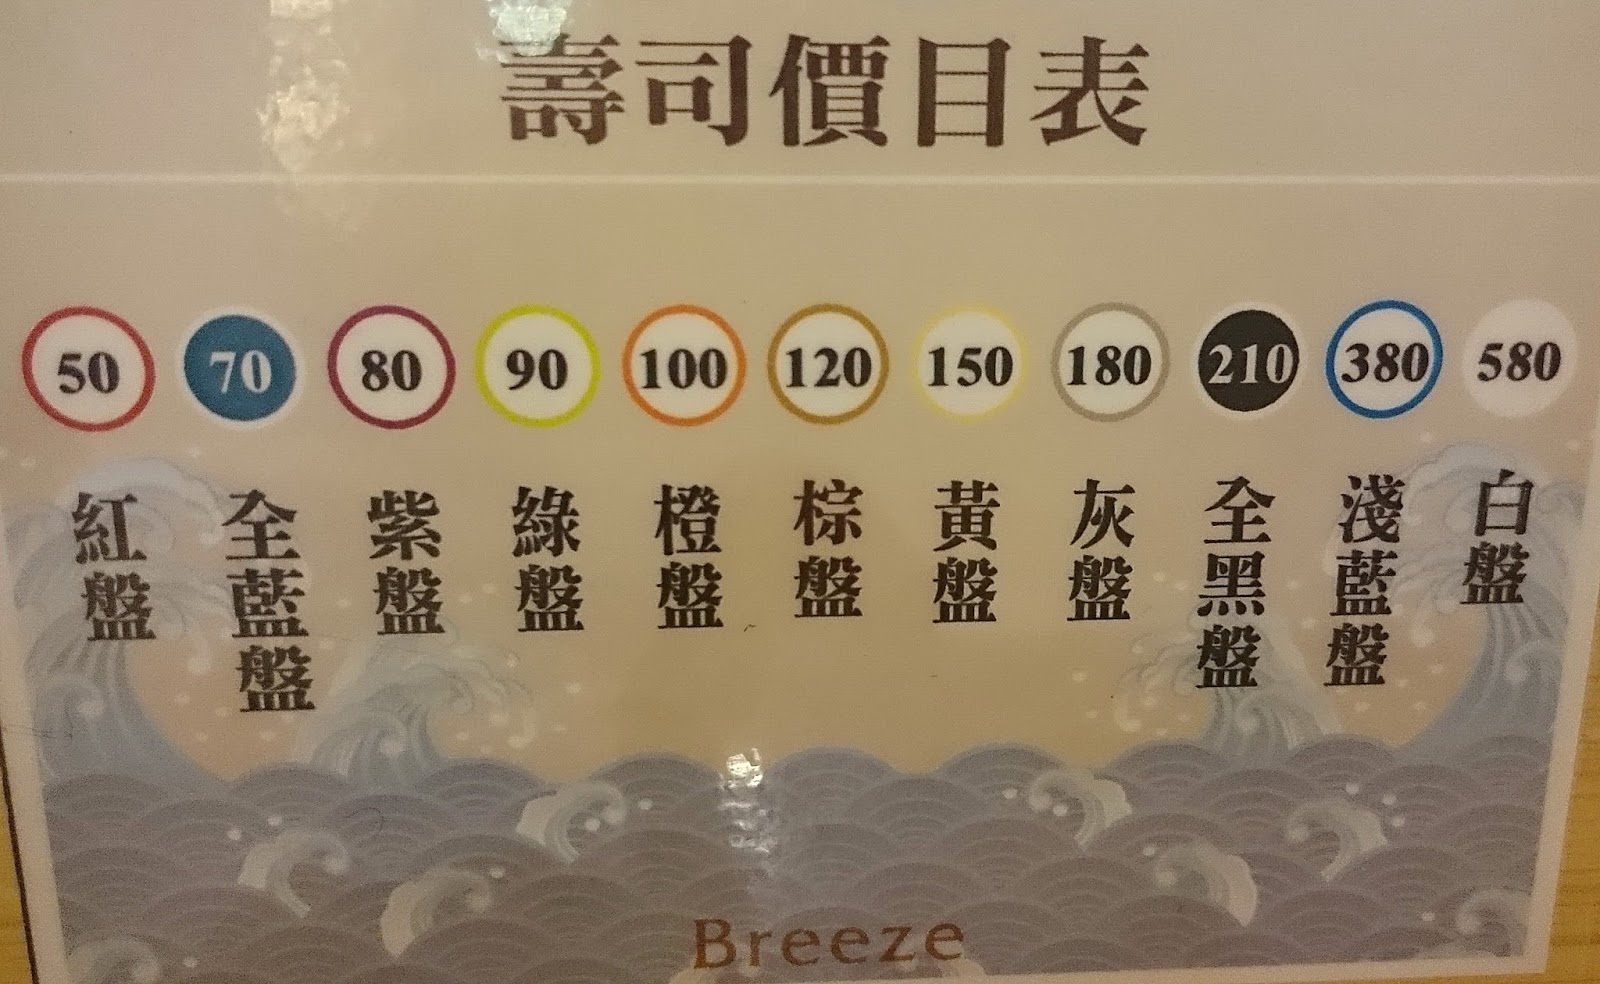 壽司價目表
50 70 80 90 100 120 150 180 210 380 580
紅盤 全藍盤 紫盤 綠盤 橙盤 棕盤 黃盤 灰盤 全黑盤 淺藍盤 白盤
Breeze